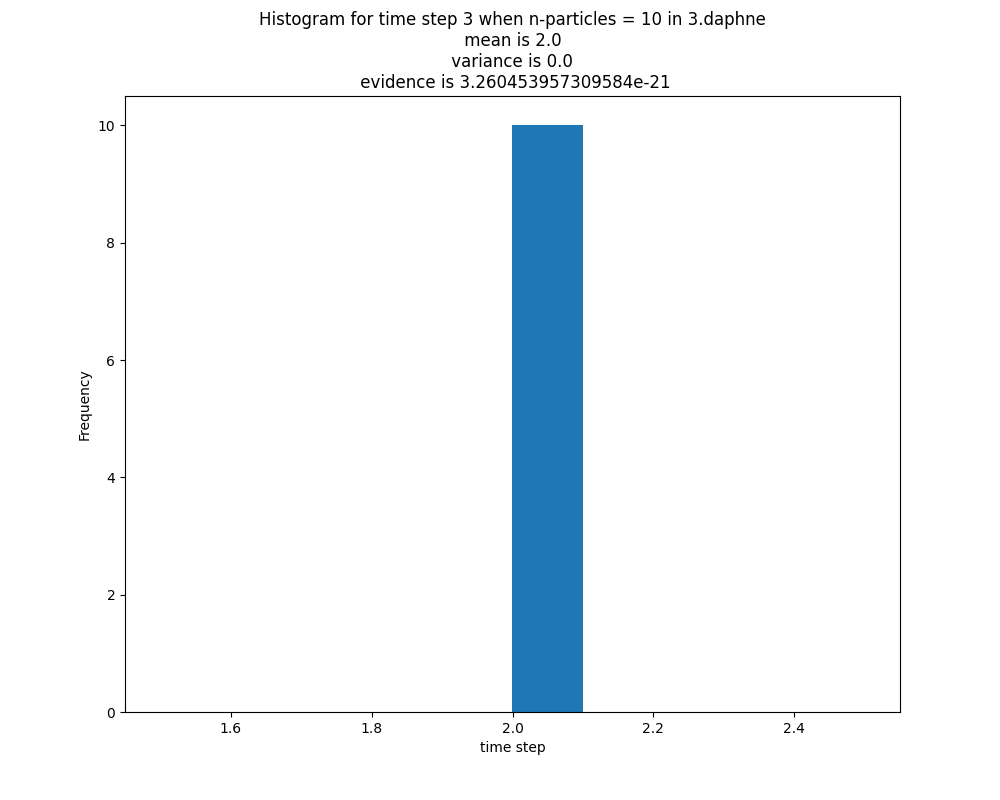 Histogram for time step 3 when n-particles = 10 in 3.daphne
mean is 2.0
variance is 0.0
evidence is 3.260453957309584e-21
10
8
6
4
2
0
Frequency
1.6 1.8 2.0 2.2 2.4
time step